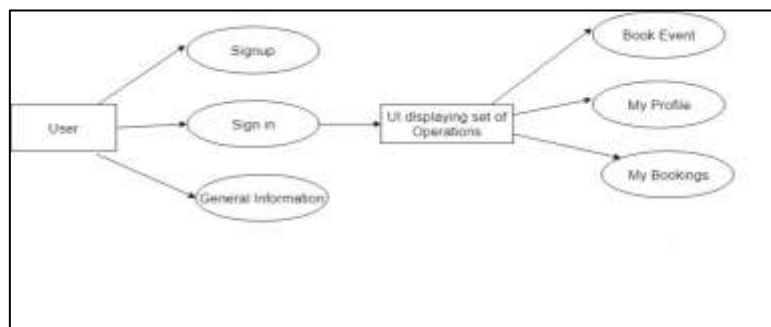 Signup
Book Event
User
Sign in
UI displaying set of
Operations
My Profile
General Information
My Bookings